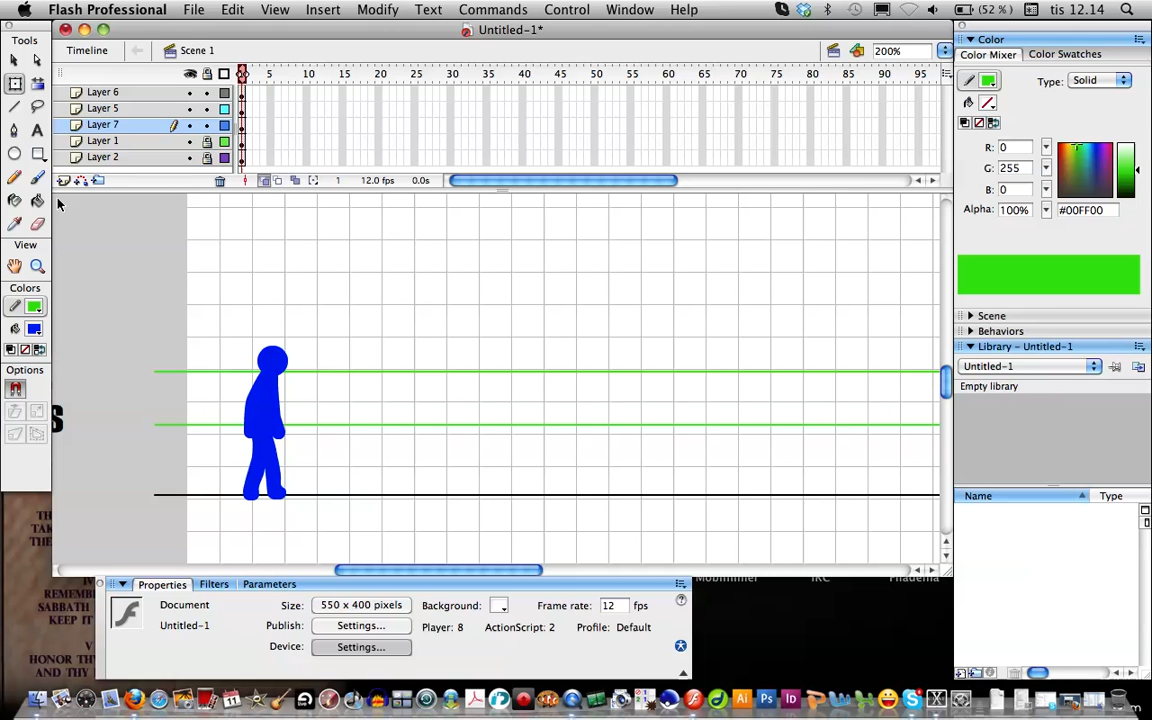 Flash Professional File Edit View Insert Modify Text Commands Control Window Help (52 %) tis 12.14
Untitled-1*
Tools
Timeline Scene 1 200%
Color
Color Mixer Color Swatches
5 10 15 20 25 30 35 40 45 50 55 60 65 70 75 80 85 90 95
Type: Solid
Layer 6
Layer 5
Layer 7
Layer 1
Layer 2
R: 0
G: 255
B: 0
Alpha: 100% #00FF00
1 12.0 fps 0.0s
View
Colors
Options
S
Scene
Behaviors
Library - Untitled-1
Untitled-1
Empty library
Name Type
Properties Filters Parameters
Document Size: 550 x 400 pixels Background: Frame rate: 12 fps
Untitled-1 Publish: Settings... Player: 8 ActionScript: 2 Profile: Default
Device: Settings...
TAK
REMEMBER
SABBATH
KEEP IT
HONOR THY
AND THY
IRC